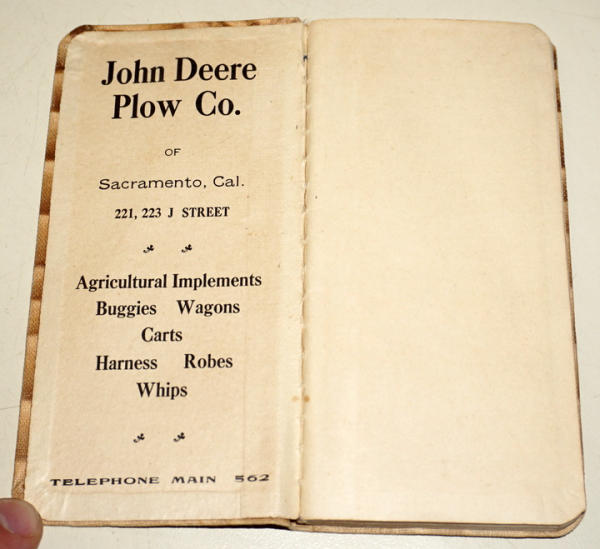 John Deere
Plow Co.
OF
Sacramento, Cal.
221, 223 J STREET
Agricultural Implements
Buggies Wagons
Carts
Harness Robes
Whips
TELEPHONE MAIN 562